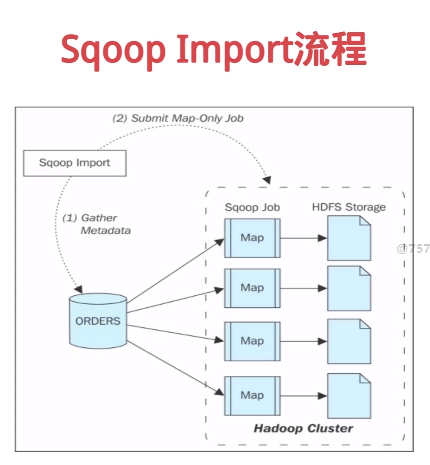 Sqoop Import流程
(2) Submit Map-Only Job
Sqoop Import
Sqoop Job
HDFS Storage
(1) Gather
Metadata
Map
@757
Map
ORDERS
Map
Map
Hadoop Cluster